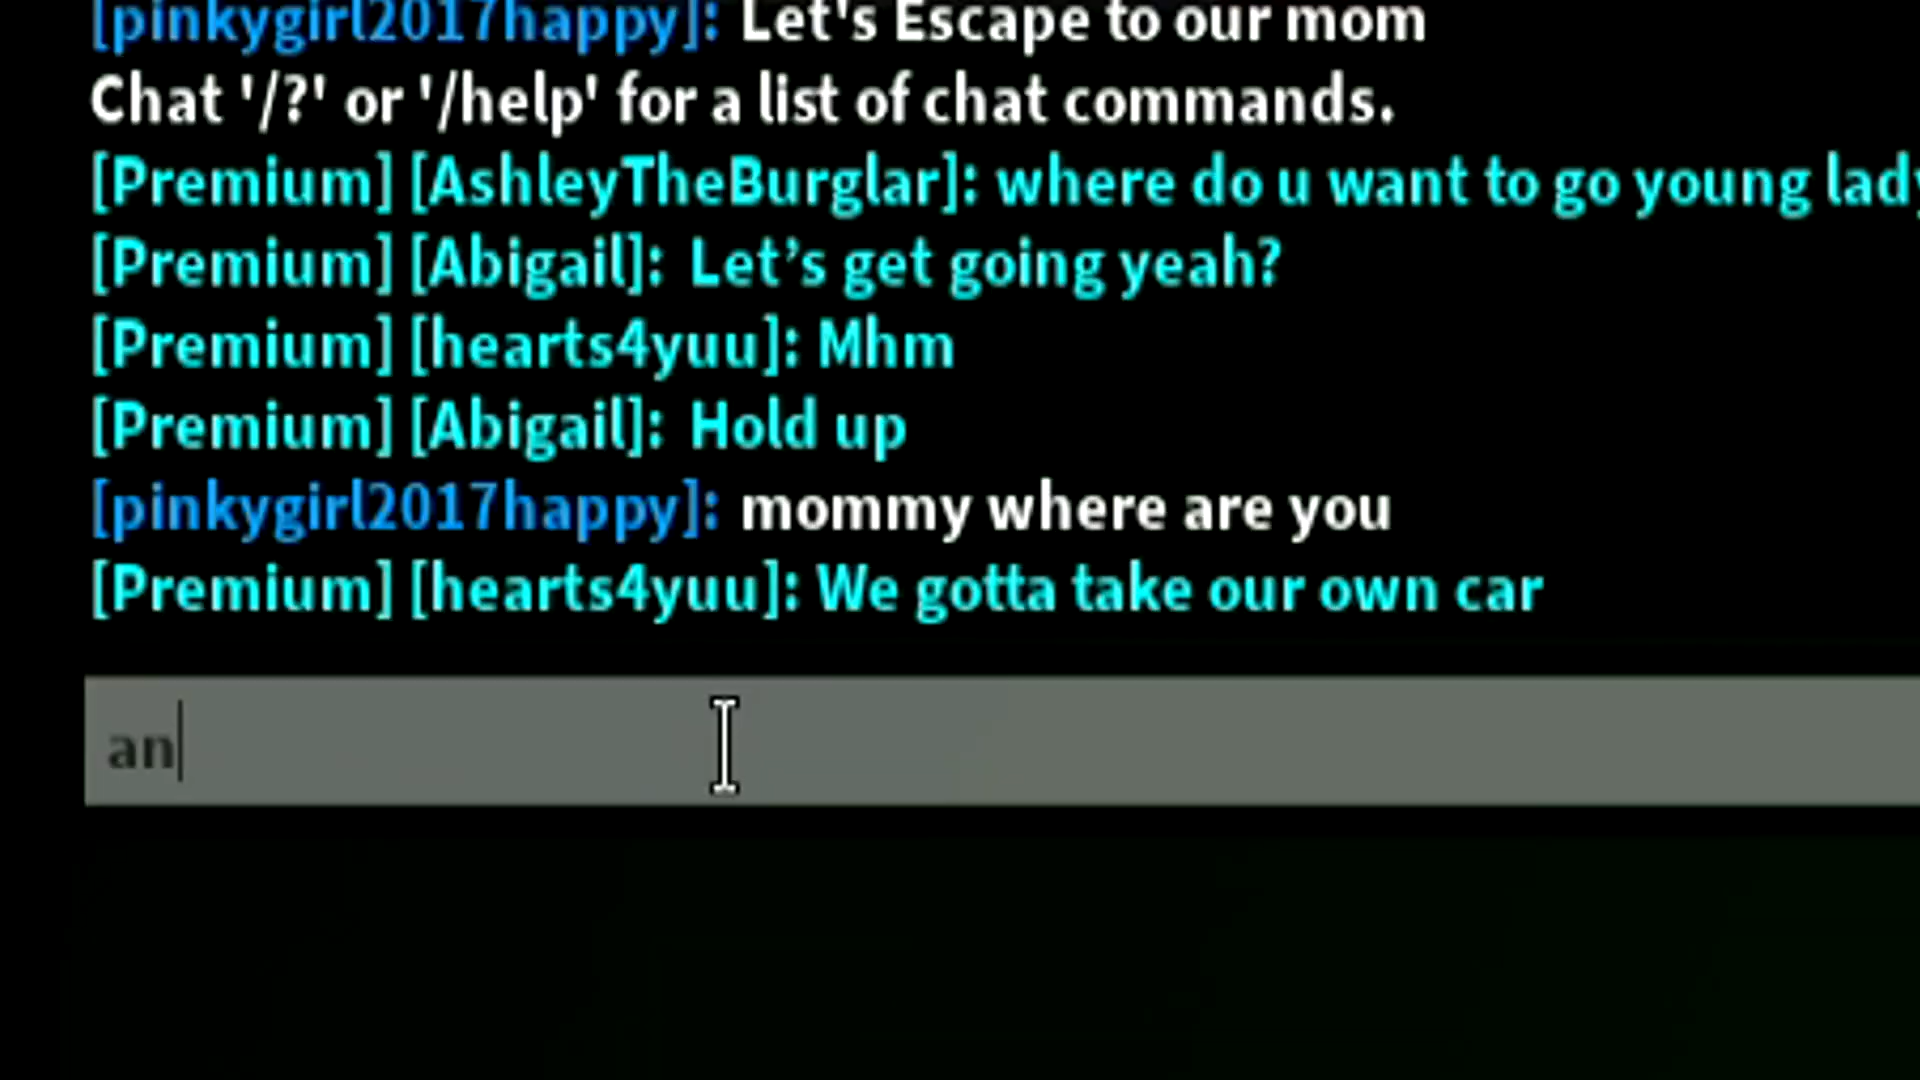 [pinkygirl2017happy]: Let's Escape to our mom
Chat '/?' or '/help' for a list of chat commands.
[Premium] [AshleyTheBurglar]: where do u want to go young lady
[Premium] [Abigail]: Let’s get going yeah?
[Premium] [hearts4yuu]: Mhm
[Premium] [Abigail]: Hold up
[pinkygirl2017happy]: mommy where are you
[Premium] [hearts4yuu]: We gotta take our own car
an